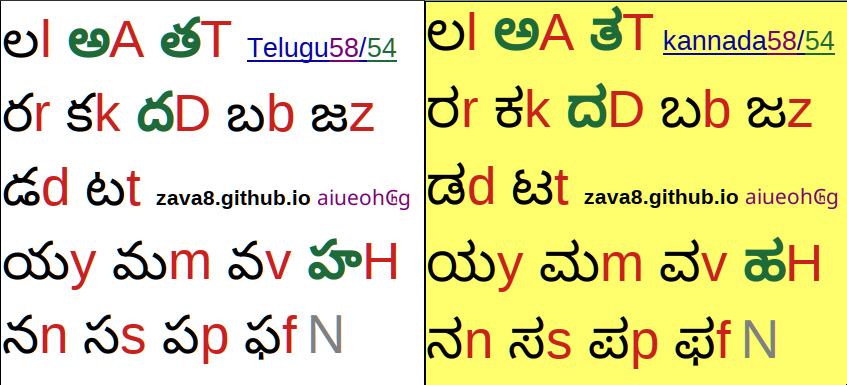 లl అA తT Telugu58/54
రr కk దD బb జz
డd టt zava8.github.io aiueohଙg
యy మm వv హH
నn సs పp ఫf N
ಲl ಅA ತT kannada58/54
ರr ಕk ದD ಬb ಜz
ಡd ಟt zava8.github.io aiueohଙg
ಯy ಮm ವv ಹH
ನn ಸs ಪp ಫf N